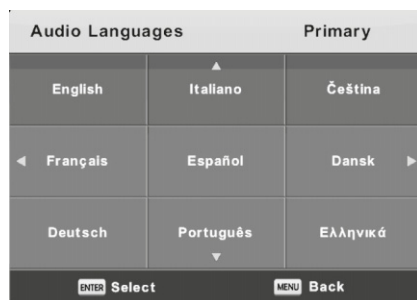 Audio Languages Primary
English Italiano Čeština
Français Español Dansk
Deutsch Português Ελληνικά
ENTER Select MENU Back